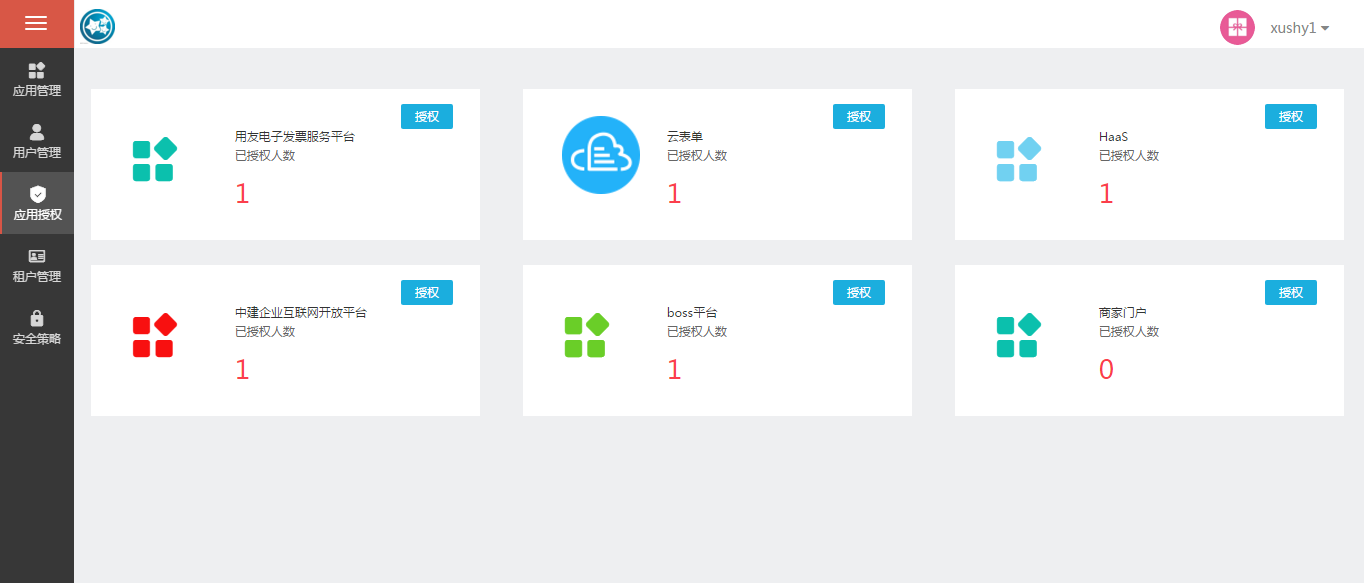 xushy1
应用管理
用户管理
应用授权
租户管理
安全策略
授权
用友电子发票服务平台
已授权人数
1
授权
云表单
已授权人数
1
授权
HaaS
已授权人数
1
授权
中建企业互联网开放平台
已授权人数
1
授权
boss平台
已授权人数
1
授权
商家门户
已授权人数
0